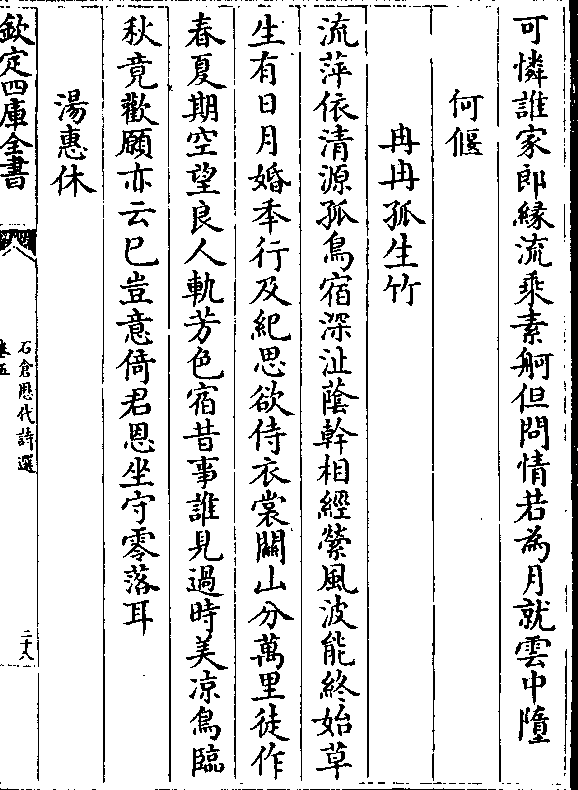 可憐誰家郎緣流乘素舸但問情若為月就雲中墮
何偃
冉冉孤生竹
流萍依清源孤鳥宿深沚蔭幹相經縈風波能終始草
生有日月婚年行及紀思欲侍衣裳關山分萬里徒作
春夏期空望良人軌芳色宿昔事誰見過時美凉鳥臨
秋竟歡願亦云已豈意倚君恩坐守零落耳
湯惠休
欽定四庫全書
石倉歷代詩選
卷五
二十八